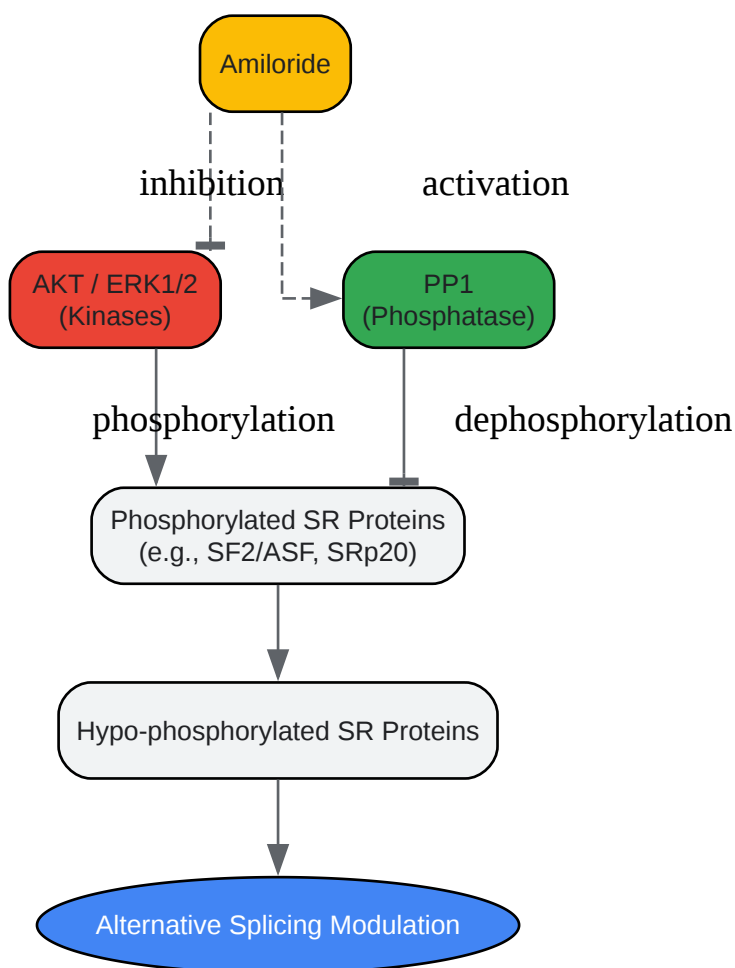 Amiloride
inhibition
activation
AKT / ERK1/2
(Kinases)
PP1
(Phosphatase)
phosphorylation
dephosphorylation
Phosphorylated SR Proteins
(e.g., SF2/ASF, SRp20)
Hypo-phosphorylated SR Proteins
Alternative Splicing Modulation